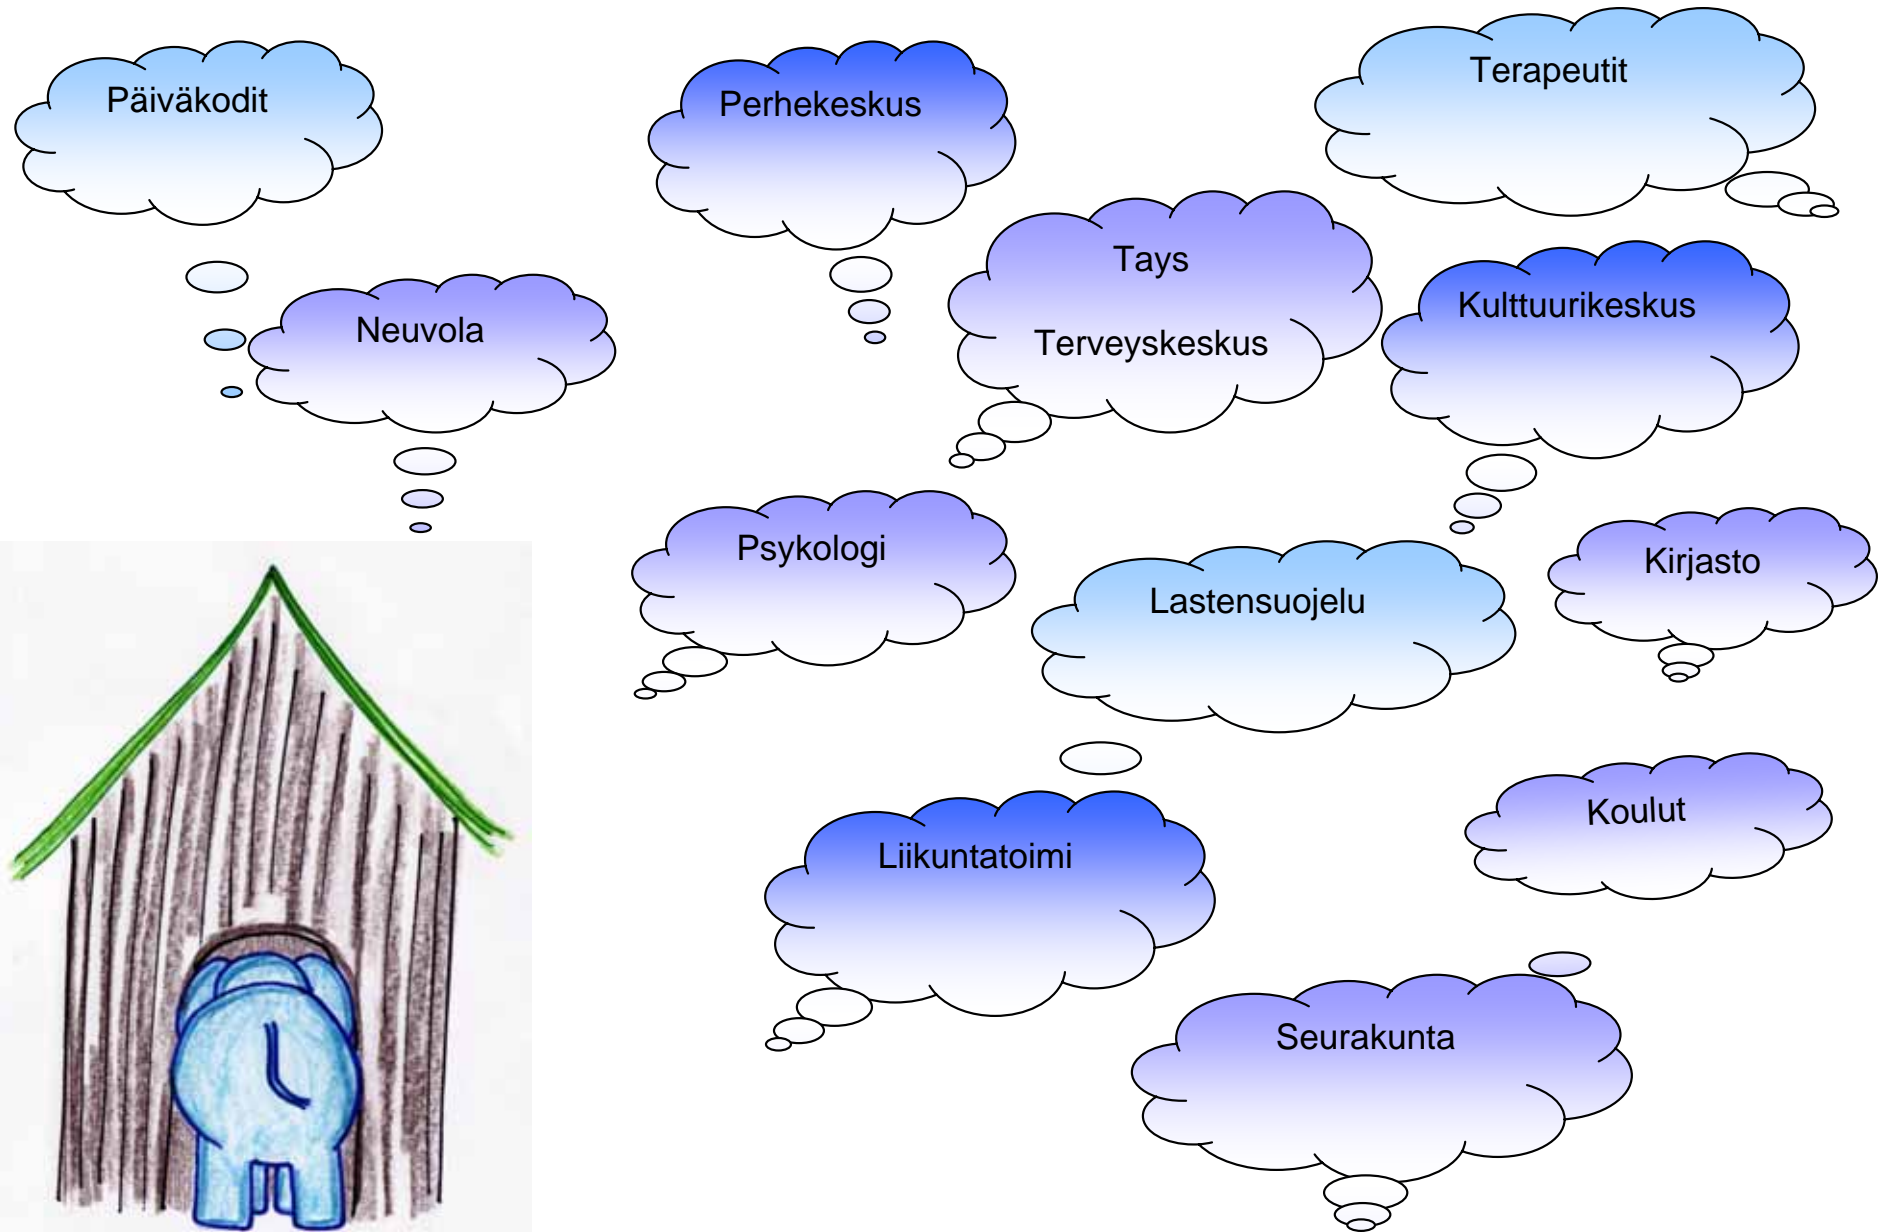 Päiväkodit
Perhekeskus
Terapeutit
Neuvola
Tays
Terveyskeskus
Kulttuurikeskus
Psykologi
Lastensuojelu
Kirjasto
Liikuntatoimi
Koulut
Seurakunta